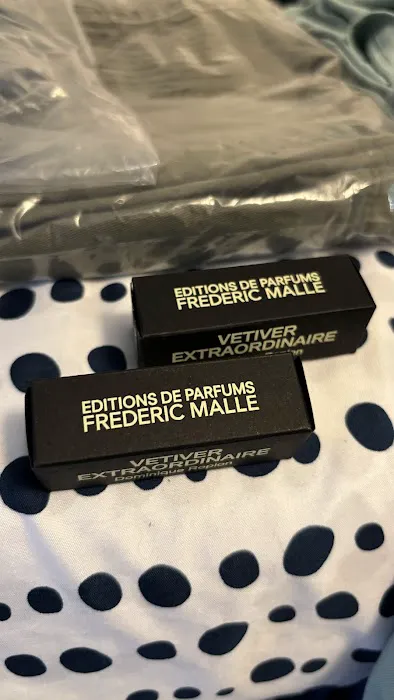 EDITIONS DE PARFUMS
FREDERIC MALLE
VETIVER
EXTRAORDINAIRE
EDITIONS DE PARFUMS
FREDERIC MALLE
VETIVER
EXTRAORDINAIRE
Dominique Ropion